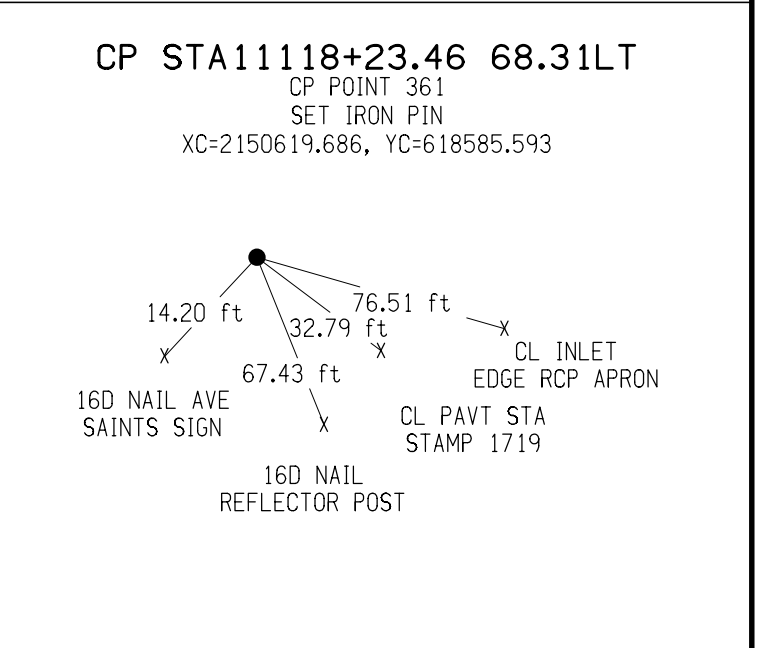 CP STA11118+23.46 68.31LT
CP POINT 361
SET IRON PIN
XC=2150619.686, YC=618585.593
76.51 ft
14.20 ft
32.79 ft
X
X
X
CL INLET
EDGE RCP APRON
67.43 ft
16D NAIL AVE
SAINTS SIGN
X
CL PAVT STA
STAMP 1719
16D NAIL
REFLECTOR POST